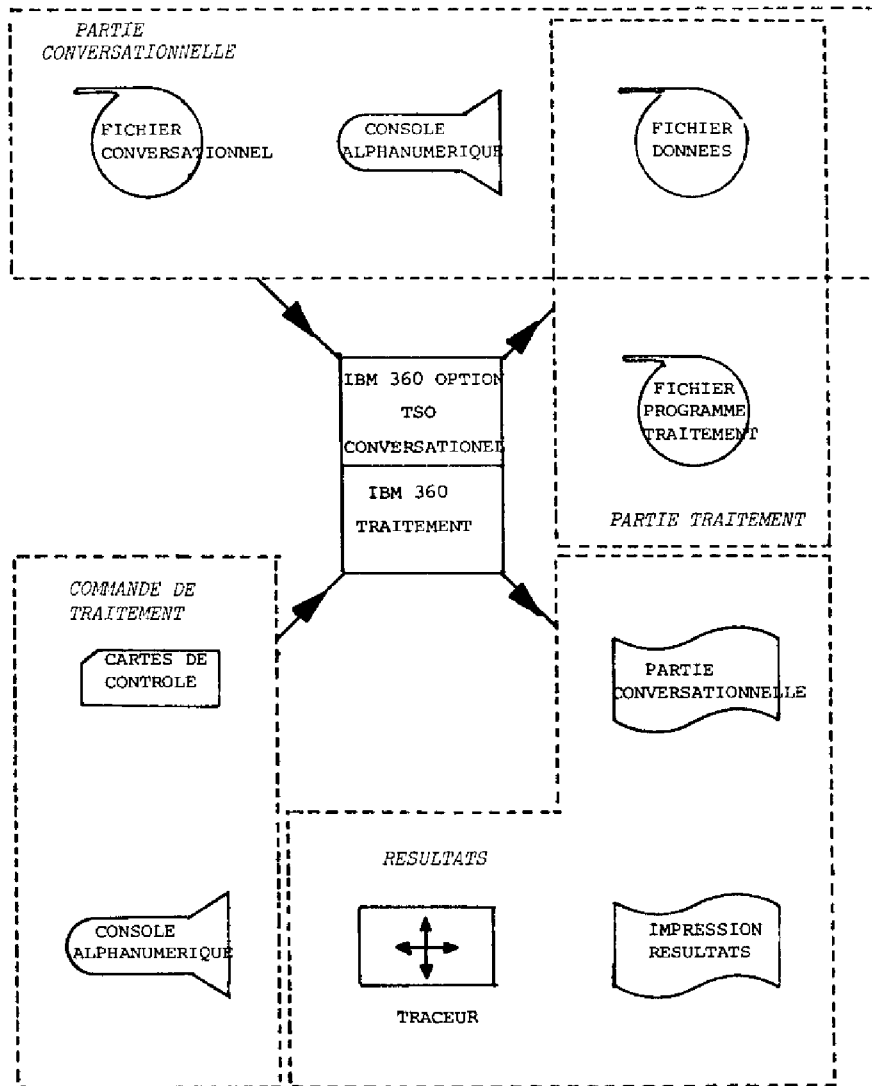 PARTIE
CONVERSATIONNELLE
FICHIER
CONVERSATIONNEL
CONSOLE
ALPHANUMERIQUE
FICHIER
DONNEES
IBM 360 OPTION
TSO
CONVERSATIONEL
IBM 360
TRAITEMENT
FICHIER
PROGRAMME
TRAITEMENT
PARTIE TRAITEMENT
COMMANDE DE
TRAITEMENT
CARTES DE
CONTROLE
PARTIE
CONVERSATIONNELLE
CONSOLE
ALPHANUMERIQUE
RESULTATS
TRACEUR
IMPRESSION
RESULTATS